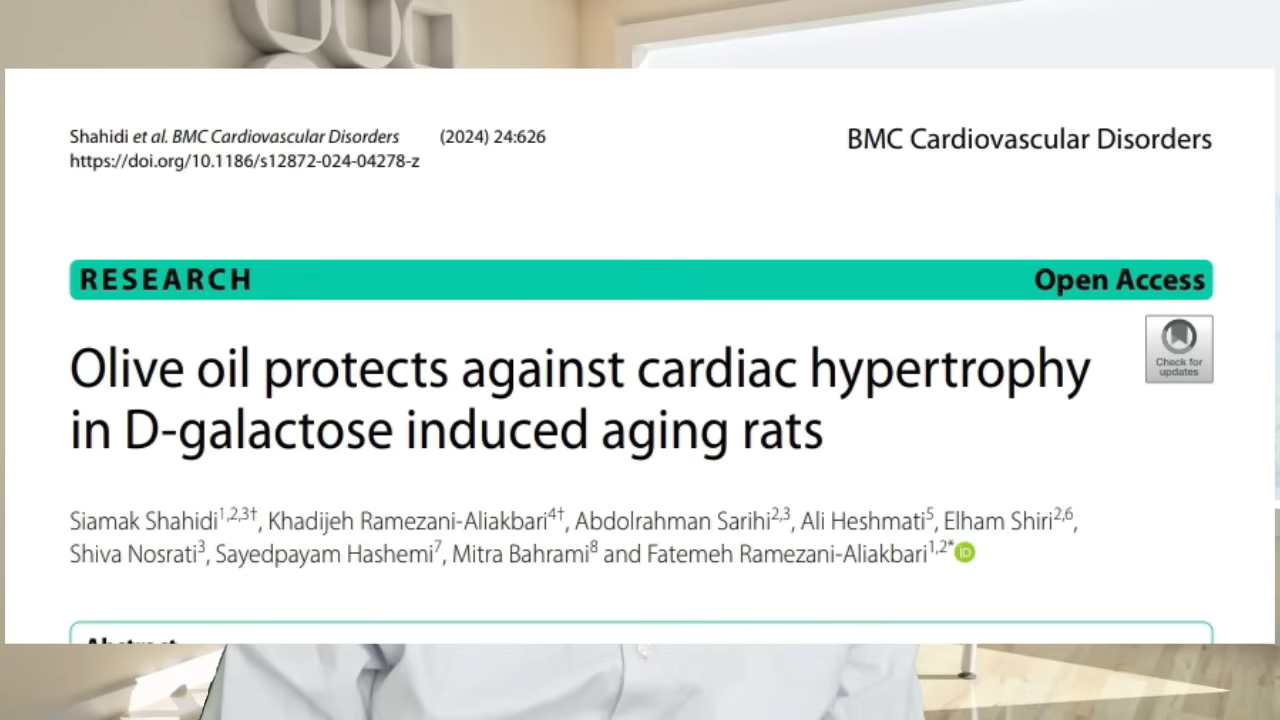 Shahidi et al. BMC Cardiovascular Disorders (2024) 24:626
https://doi.org/10.1186/s12872-024-04278-z
BMC Cardiovascular Disorders
RESEARCH Open Access
Check for
updates
Olive oil protects against cardiac hypertrophy
in D-galactose induced aging rats
Siamak Shahidi1,2,3†, Khadijeh Ramezani-Aliakbari4†, Abdolrahman Sarihi2,3, Ali Heshmati5, Elham Shiri2,6,
Shiva Nosrati3, Sayedpayam Hashemi7, Mitra Bahrami8 and Fatemeh Ramezani-Aliakbari1,2* iD
Abstract